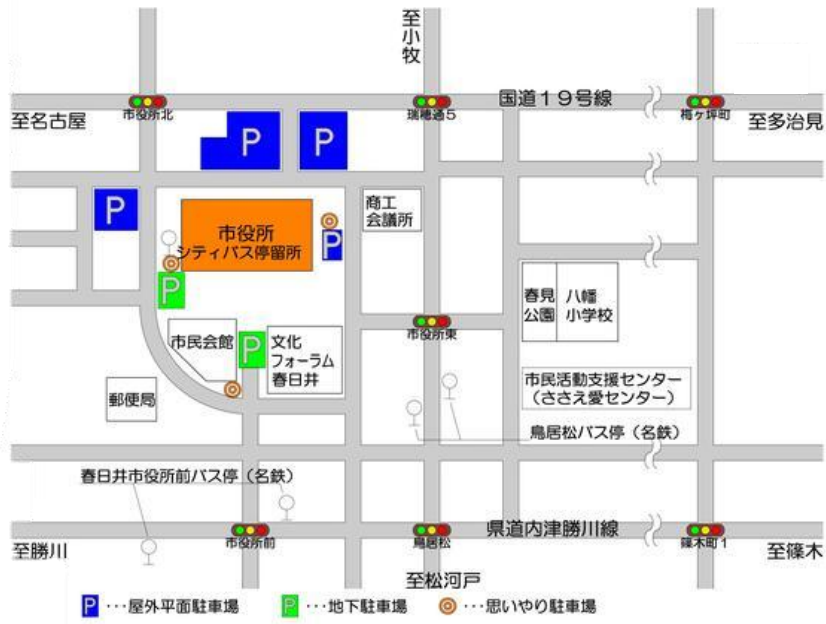 至小牧
国道19号線
市役所北
瑞穂通5
梅ケ坪町
至名古屋
至多治見
P
P
P
商工
会議所
市役所
シティバス停留所
P
P
春見
公園
八幡
小学校
市役所東
市民会館
P
文化
フォーラム
春日井
市民活動支援センター
（ささえ愛センター）
郵便局
鳥居松バス停（名鉄）
春日井市役所前バス停（名鉄）
県道内津勝川線
市役所前
鳥居松
篠木町1
至勝川
至篠木
至松河戸
P…屋外平面駐車場
P…地下駐車場
…思いやり駐車場